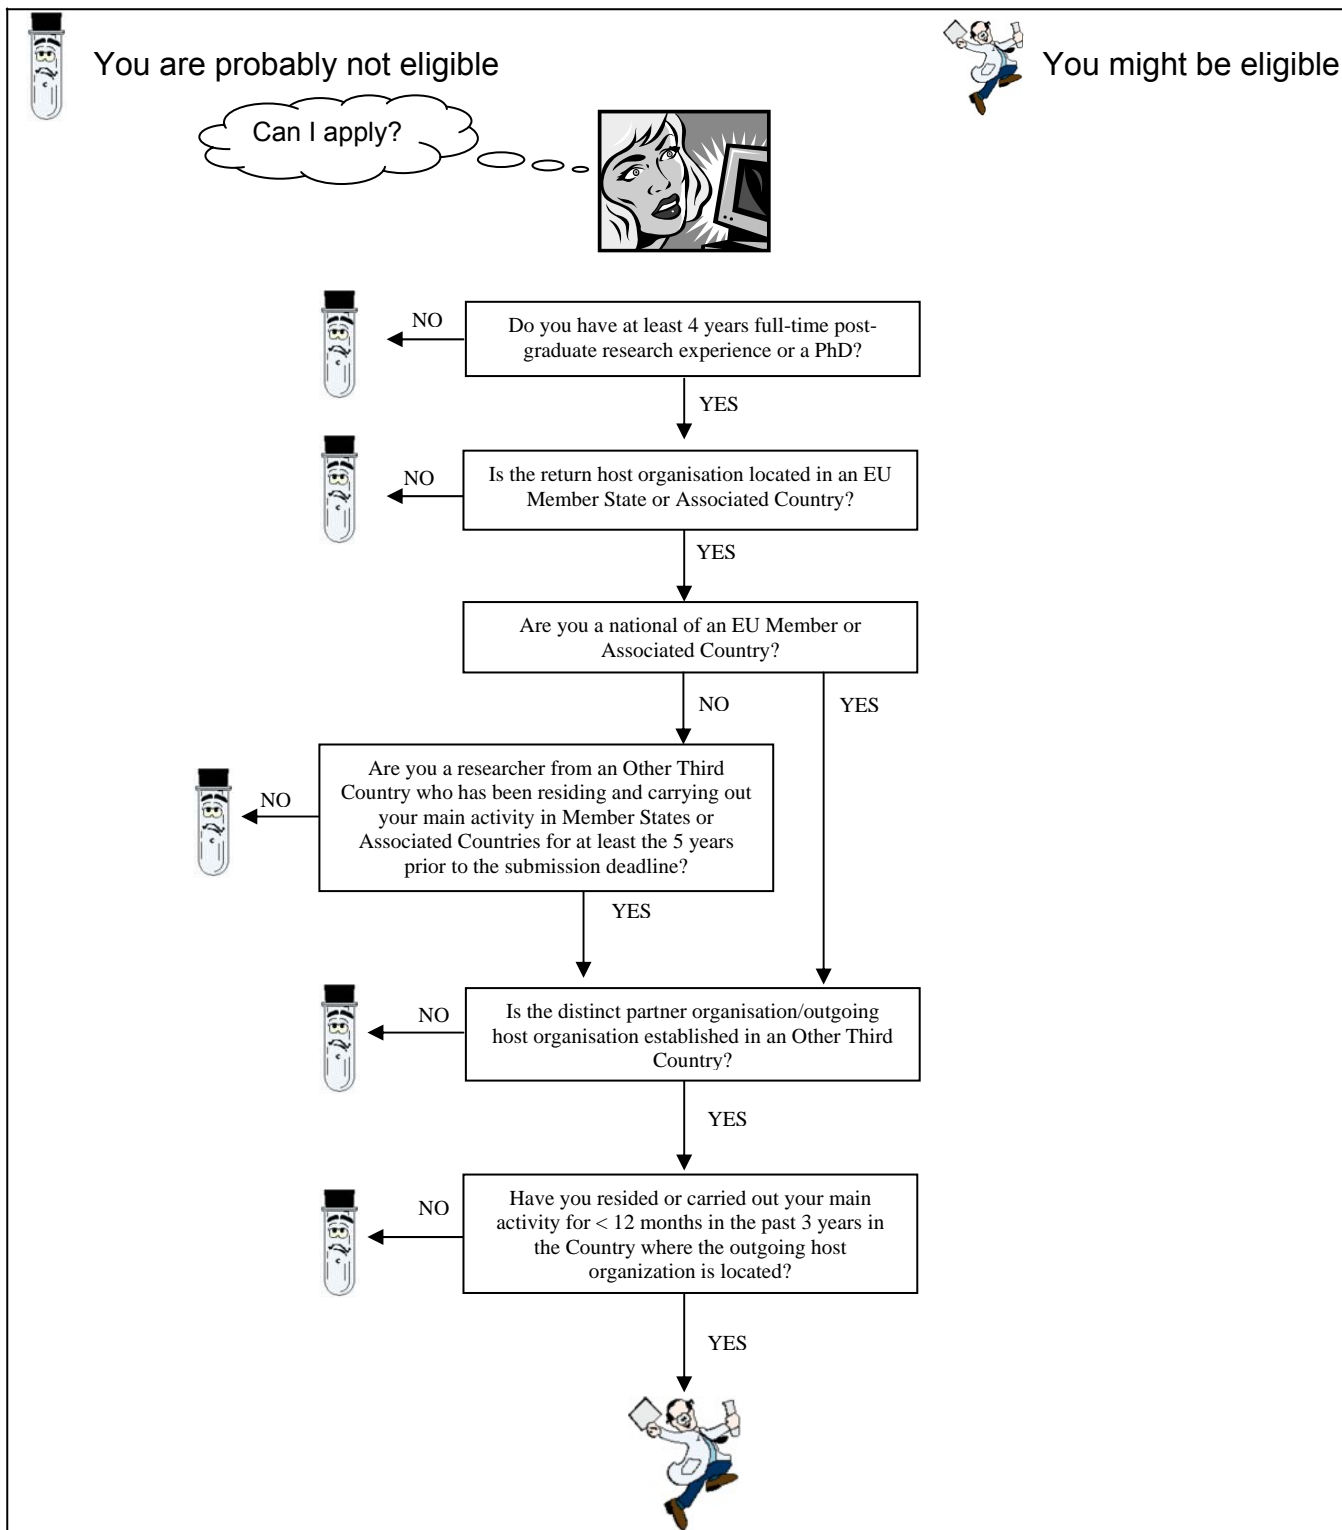 You are probably not eligible
You might be eligible
Can I apply?
Do you have at least 4 years full-time post-
graduate research experience or a PhD?
NO
YES
Is the return host organisation located in an EU
Member State or Associated Country?
NO
YES
Are you a national of an EU Member or
Associated Country?
NO
YES
Are you a researcher from an Other Third
Country who has been residing and carrying out
your main activity in Member States or
Associated Countries for at least the 5 years
prior to the submission deadline?
NO
YES
Is the distinct partner organisation/outgoing
host organisation established in an Other Third
Country?
NO
YES
Have you resided or carried out your main
activity for < 12 months in the past 3 years in
the Country where the outgoing host
organization is located?
NO
YES